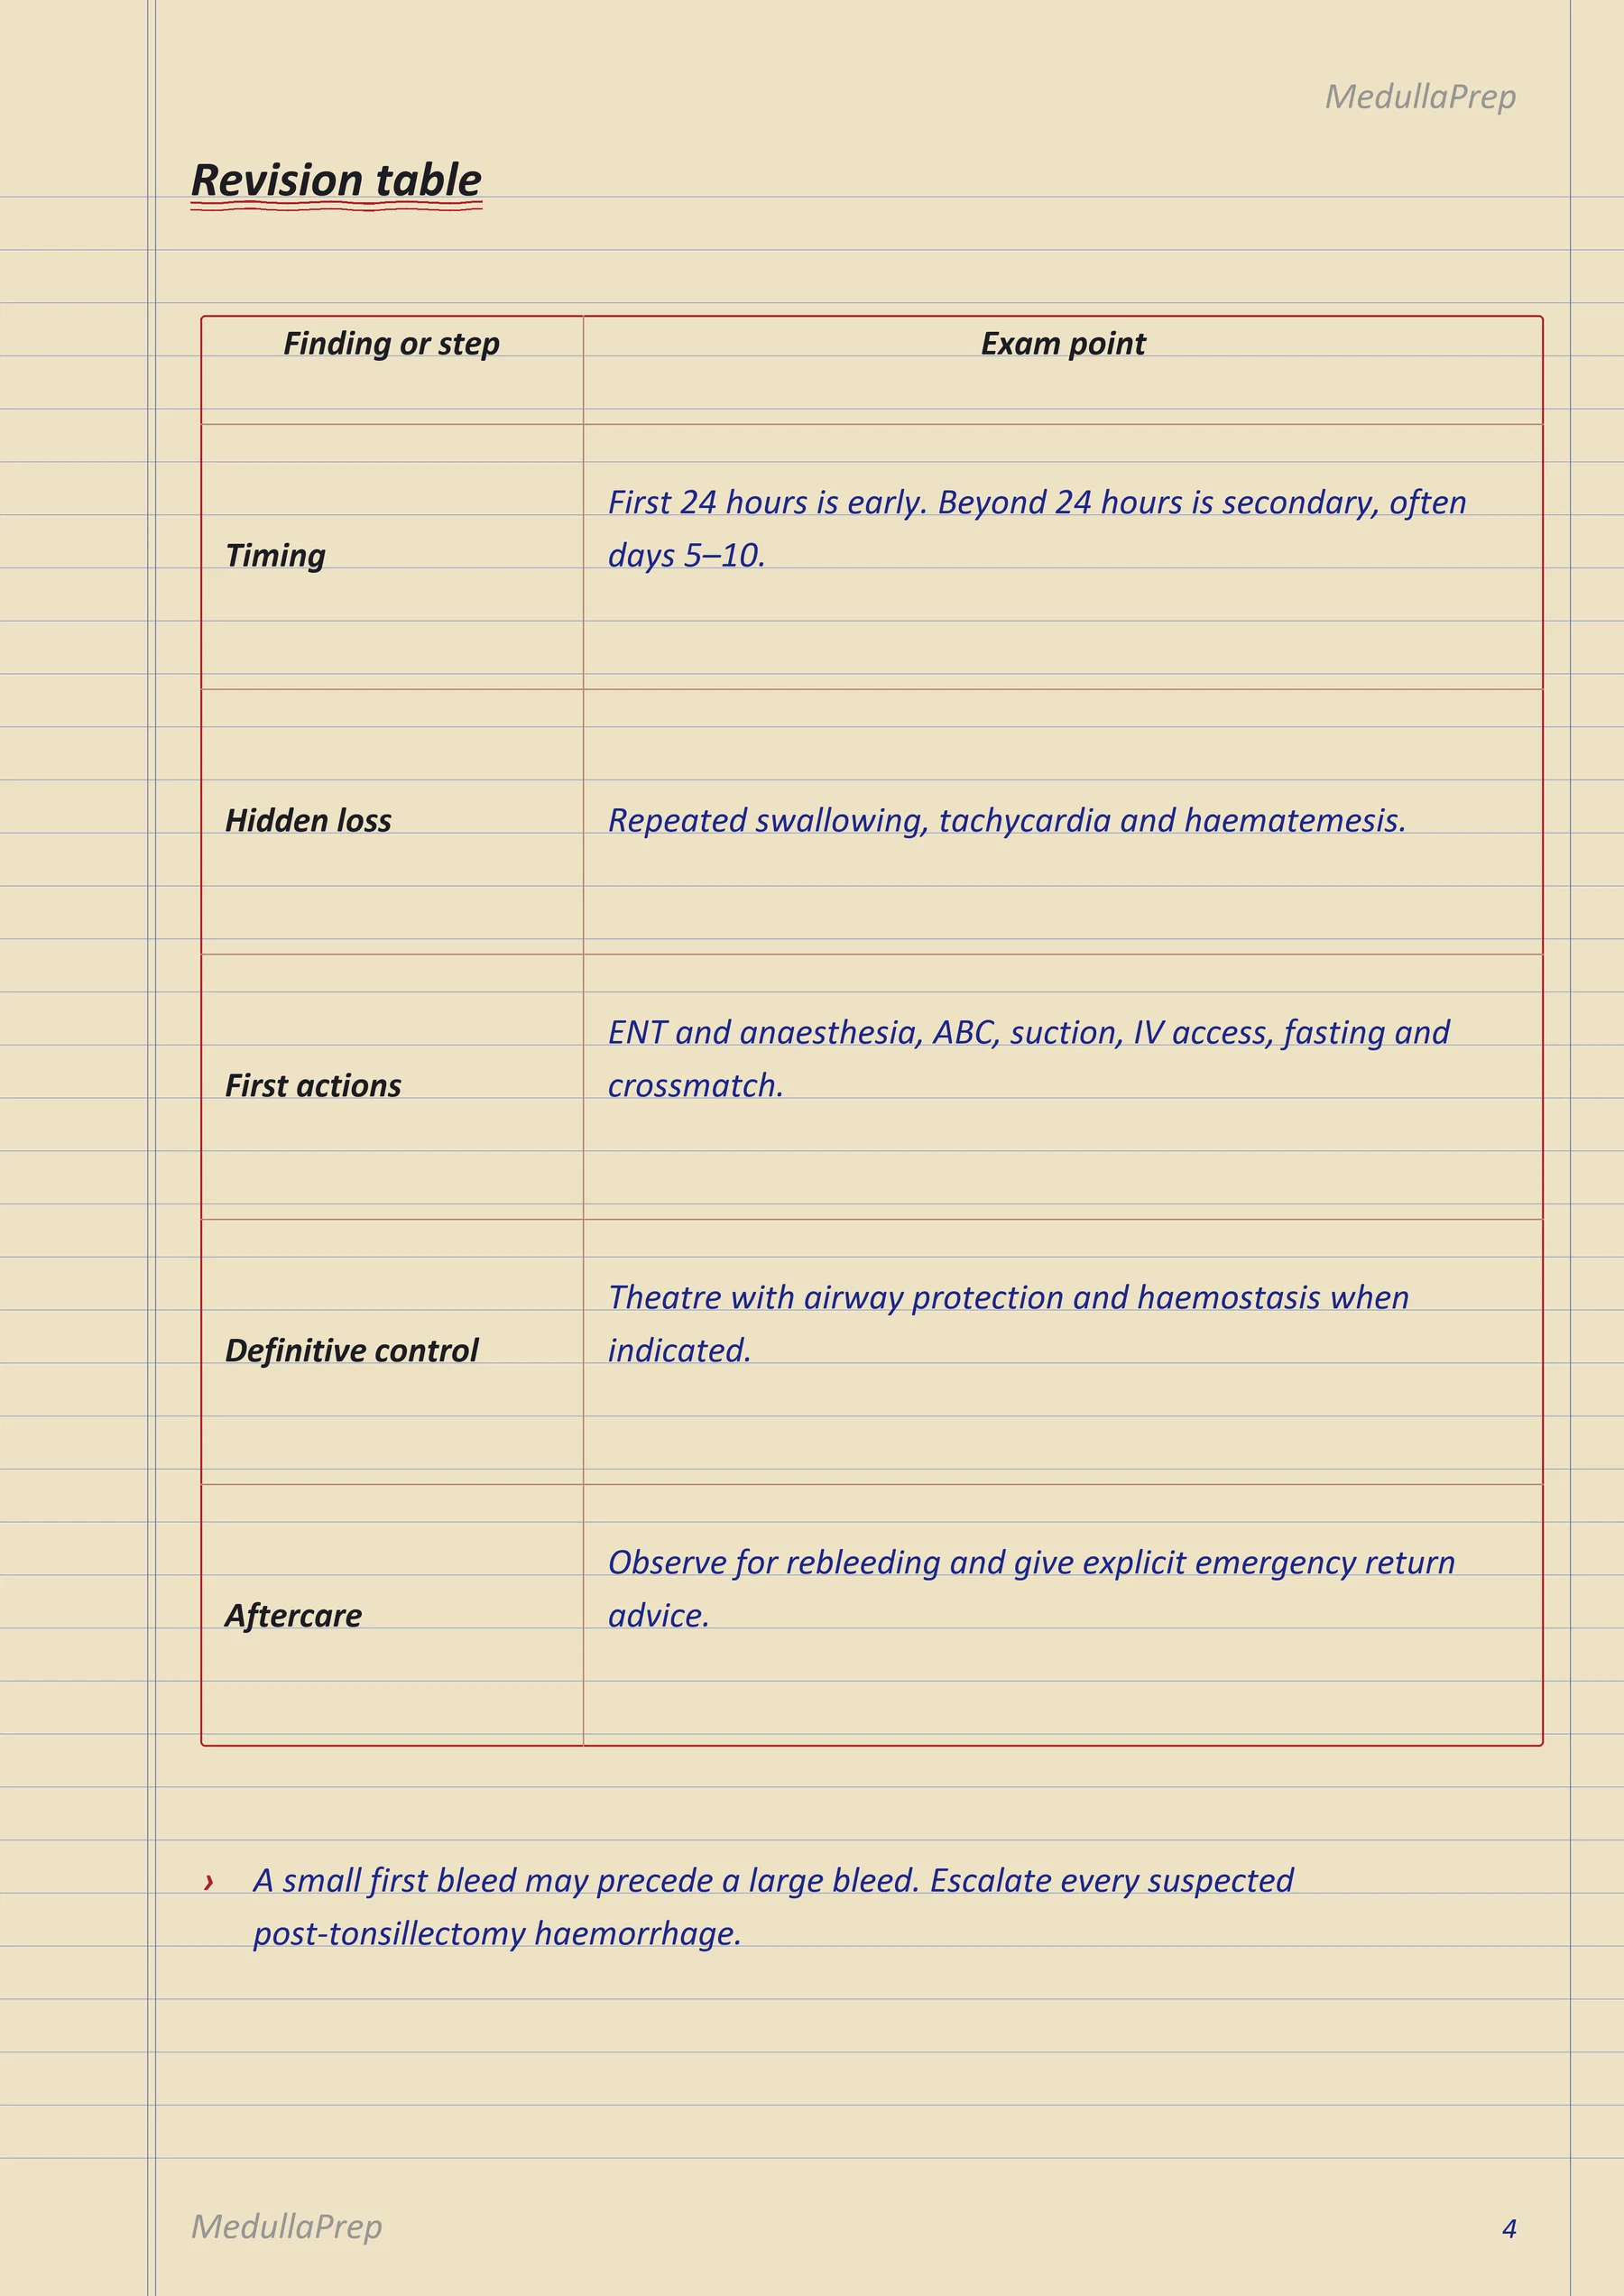 MedullaPrep
Revision table
Finding or step
Exam point
Timing
First 24 hours is early. Beyond 24 hours is secondary, often
days 5–10.
Hidden loss
Repeated swallowing, tachycardia and haematemesis.
First actions
ENT and anaesthesia, ABC, suction, IV access, fasting and
crossmatch.
Definitive control
Theatre with airway protection and haemostasis when
indicated.
Aftercare
Observe for rebleeding and give explicit emergency return
advice.
› A small first bleed may precede a large bleed. Escalate every suspected
post-tonsillectomy haemorrhage.
MedullaPrep
4